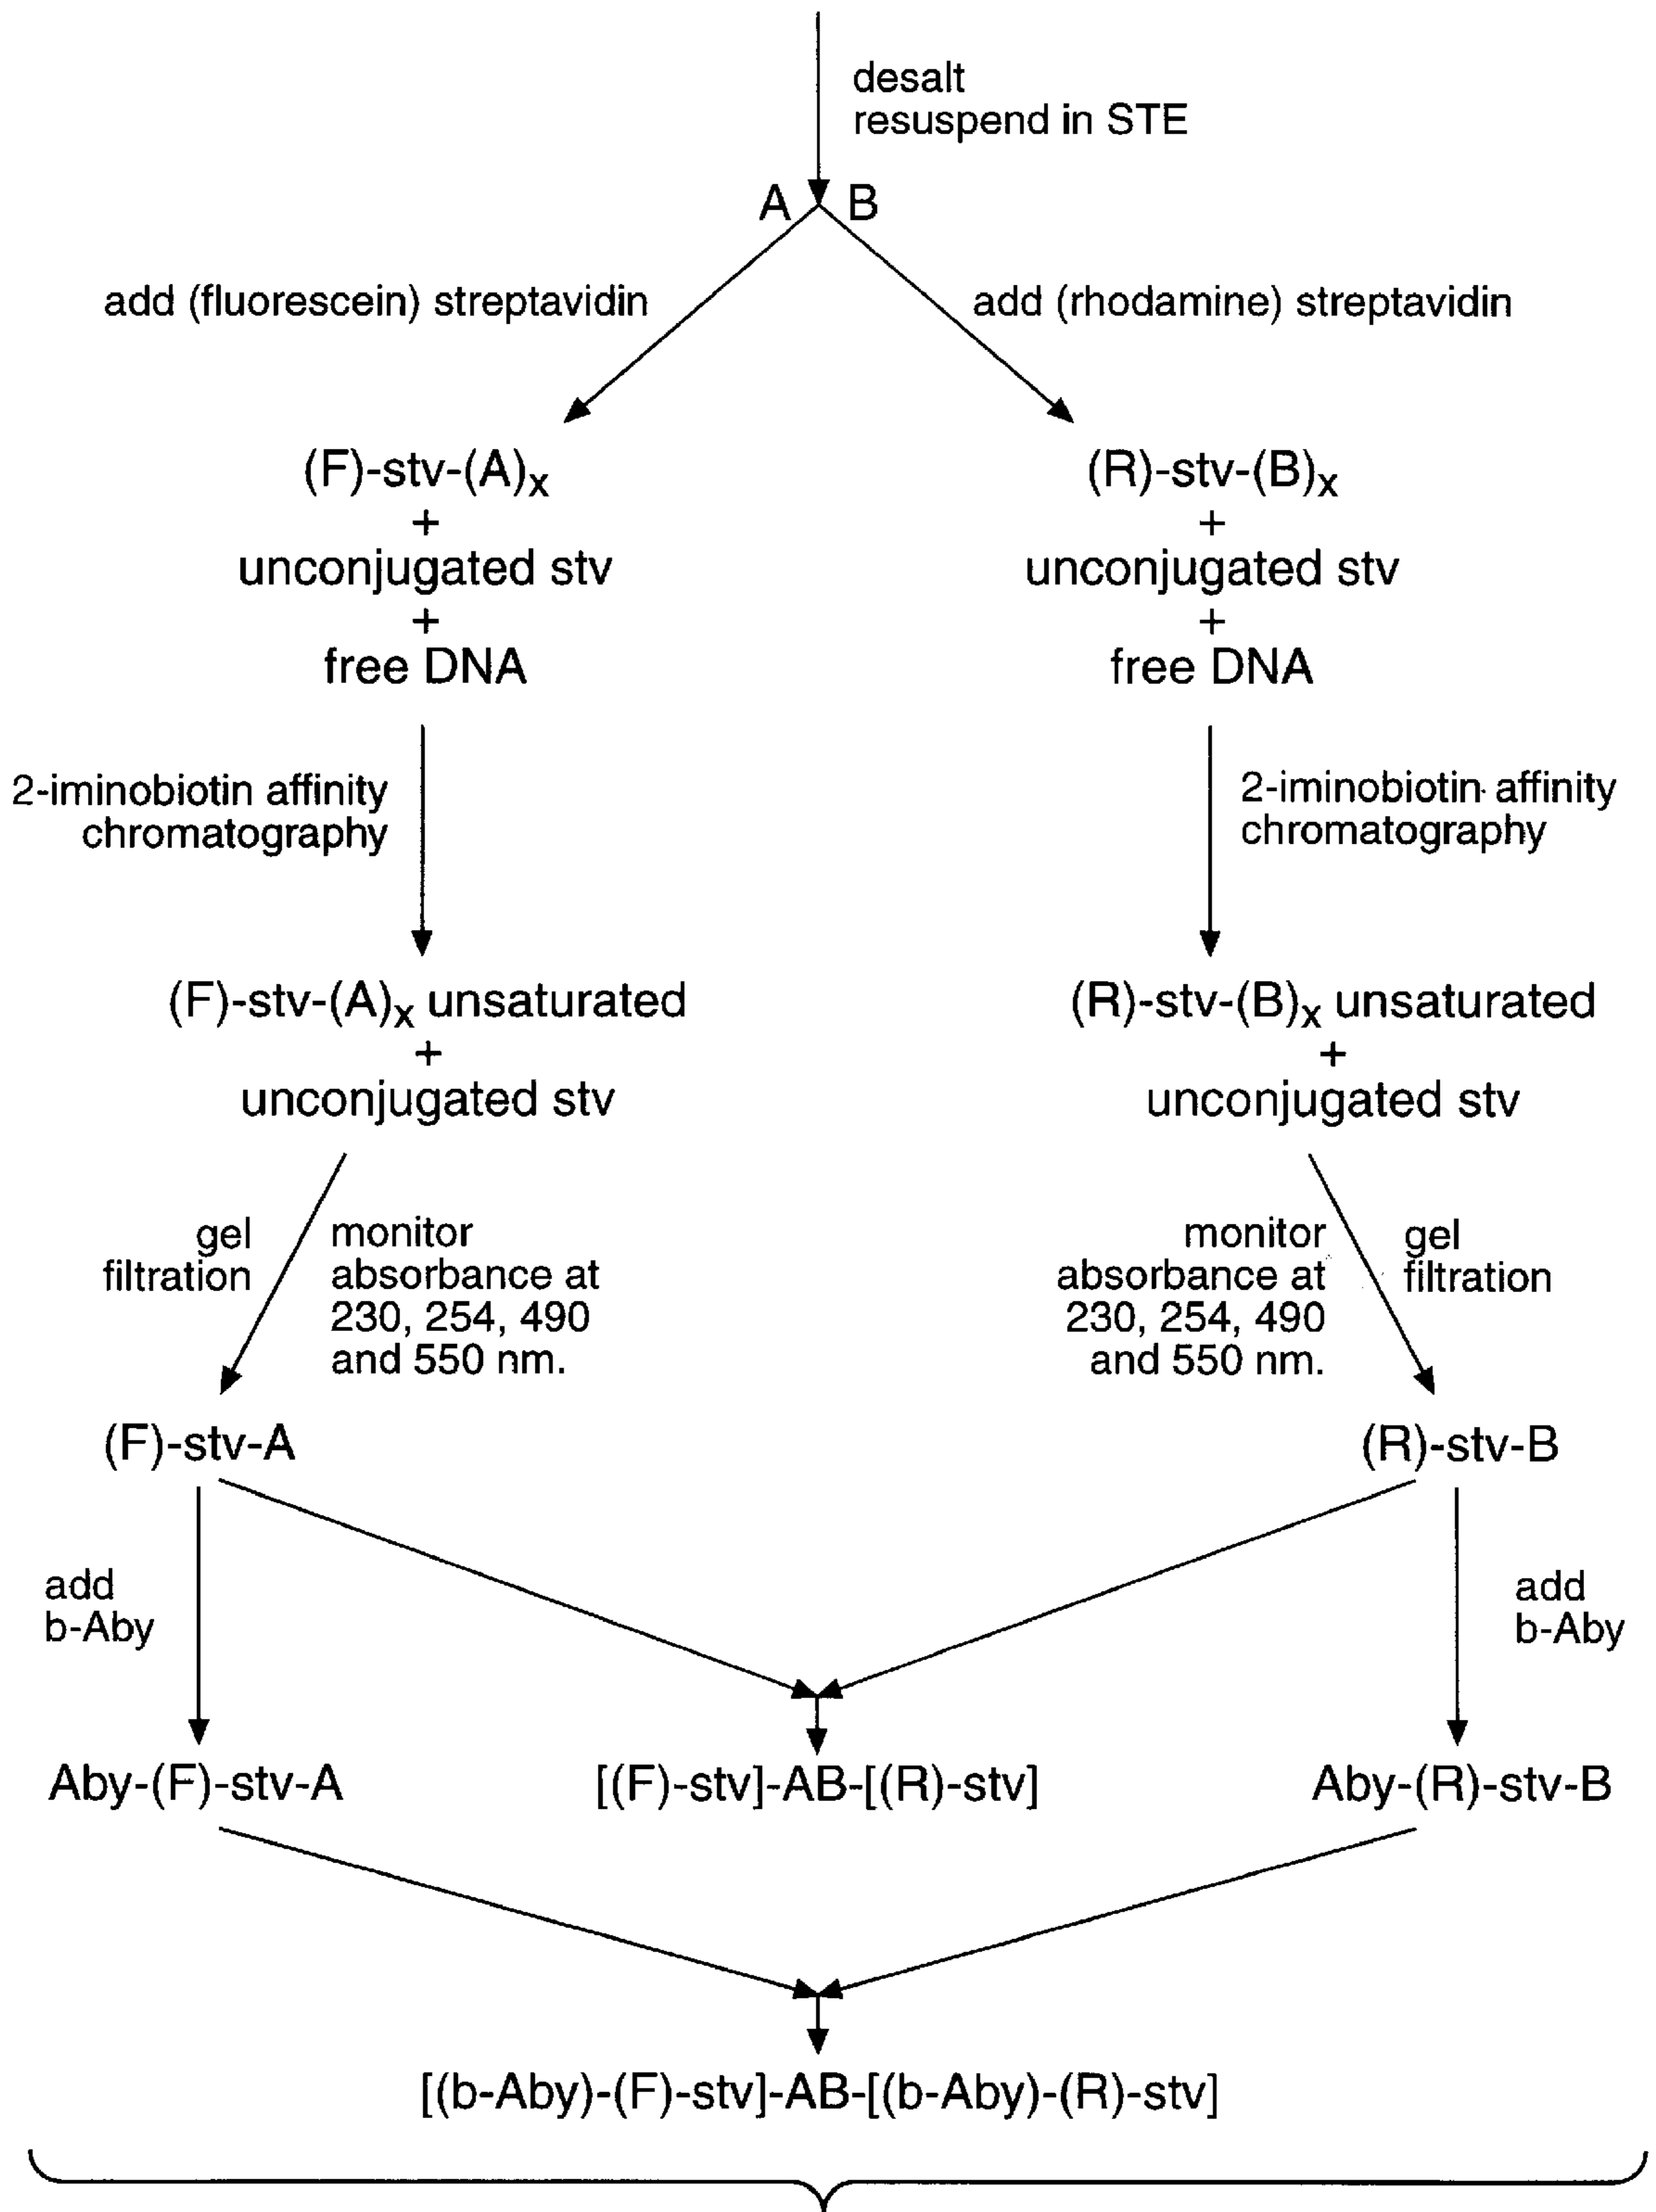 desalt
resuspend in STE
A B
add (fluorescein) streptavidin
add (rhodamine) streptavidin
(F)-stv-(A)x
+
unconjugated stv
+
free DNA
(R)-stv-(B)x
+
unconjugated stv
+
free DNA
2-iminobiotin affinity
chromatography
2-iminobiotin affinity
chromatography
(F)-stv-(A)x unsaturated
+
unconjugated stv
(R)-stv-(B)x unsaturated
+
unconjugated stv
gel
filtration
monitor
absorbance at
230, 254, 490
and 550 nm.
monitor
absorbance at
230, 254, 490
and 550 nm.
gel
filtration
(F)-stv-A
(R)-stv-B
add
b-Aby
add
b-Aby
Aby-(F)-stv-A
[(F)-stv]-AB-[(R)-stv]
Aby-(R)-stv-B
[(b-Aby)-(F)-stv]-AB-[(b-Aby)-(R)-stv]